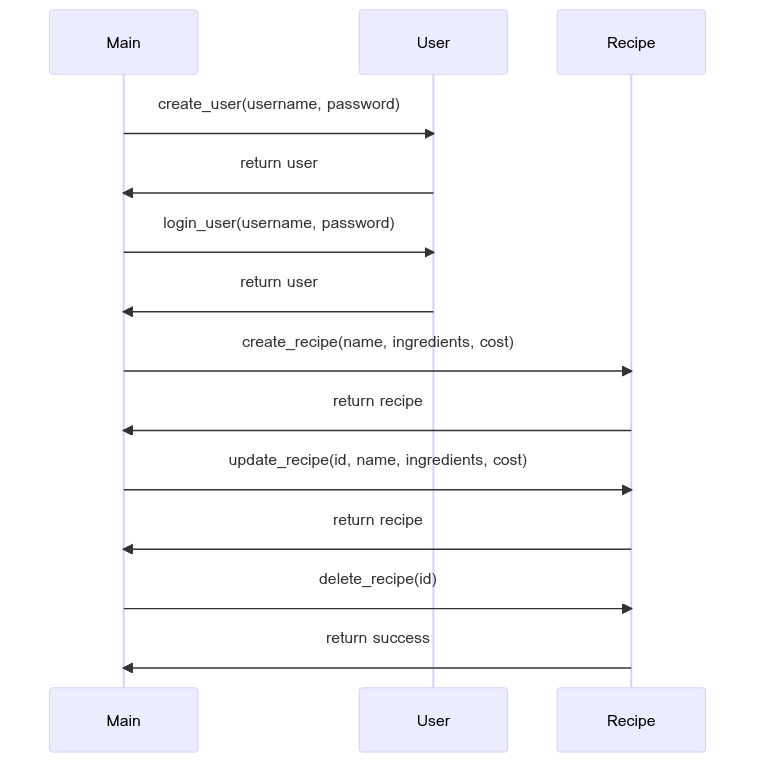 Main
User
Recipe
create_user(username, password)
return user
login_user(username, password)
return user
create_recipe(name, ingredients, cost)
return recipe
update_recipe(id, name, ingredients, cost)
return recipe
delete_recipe(id)
return success
Main
User
Recipe